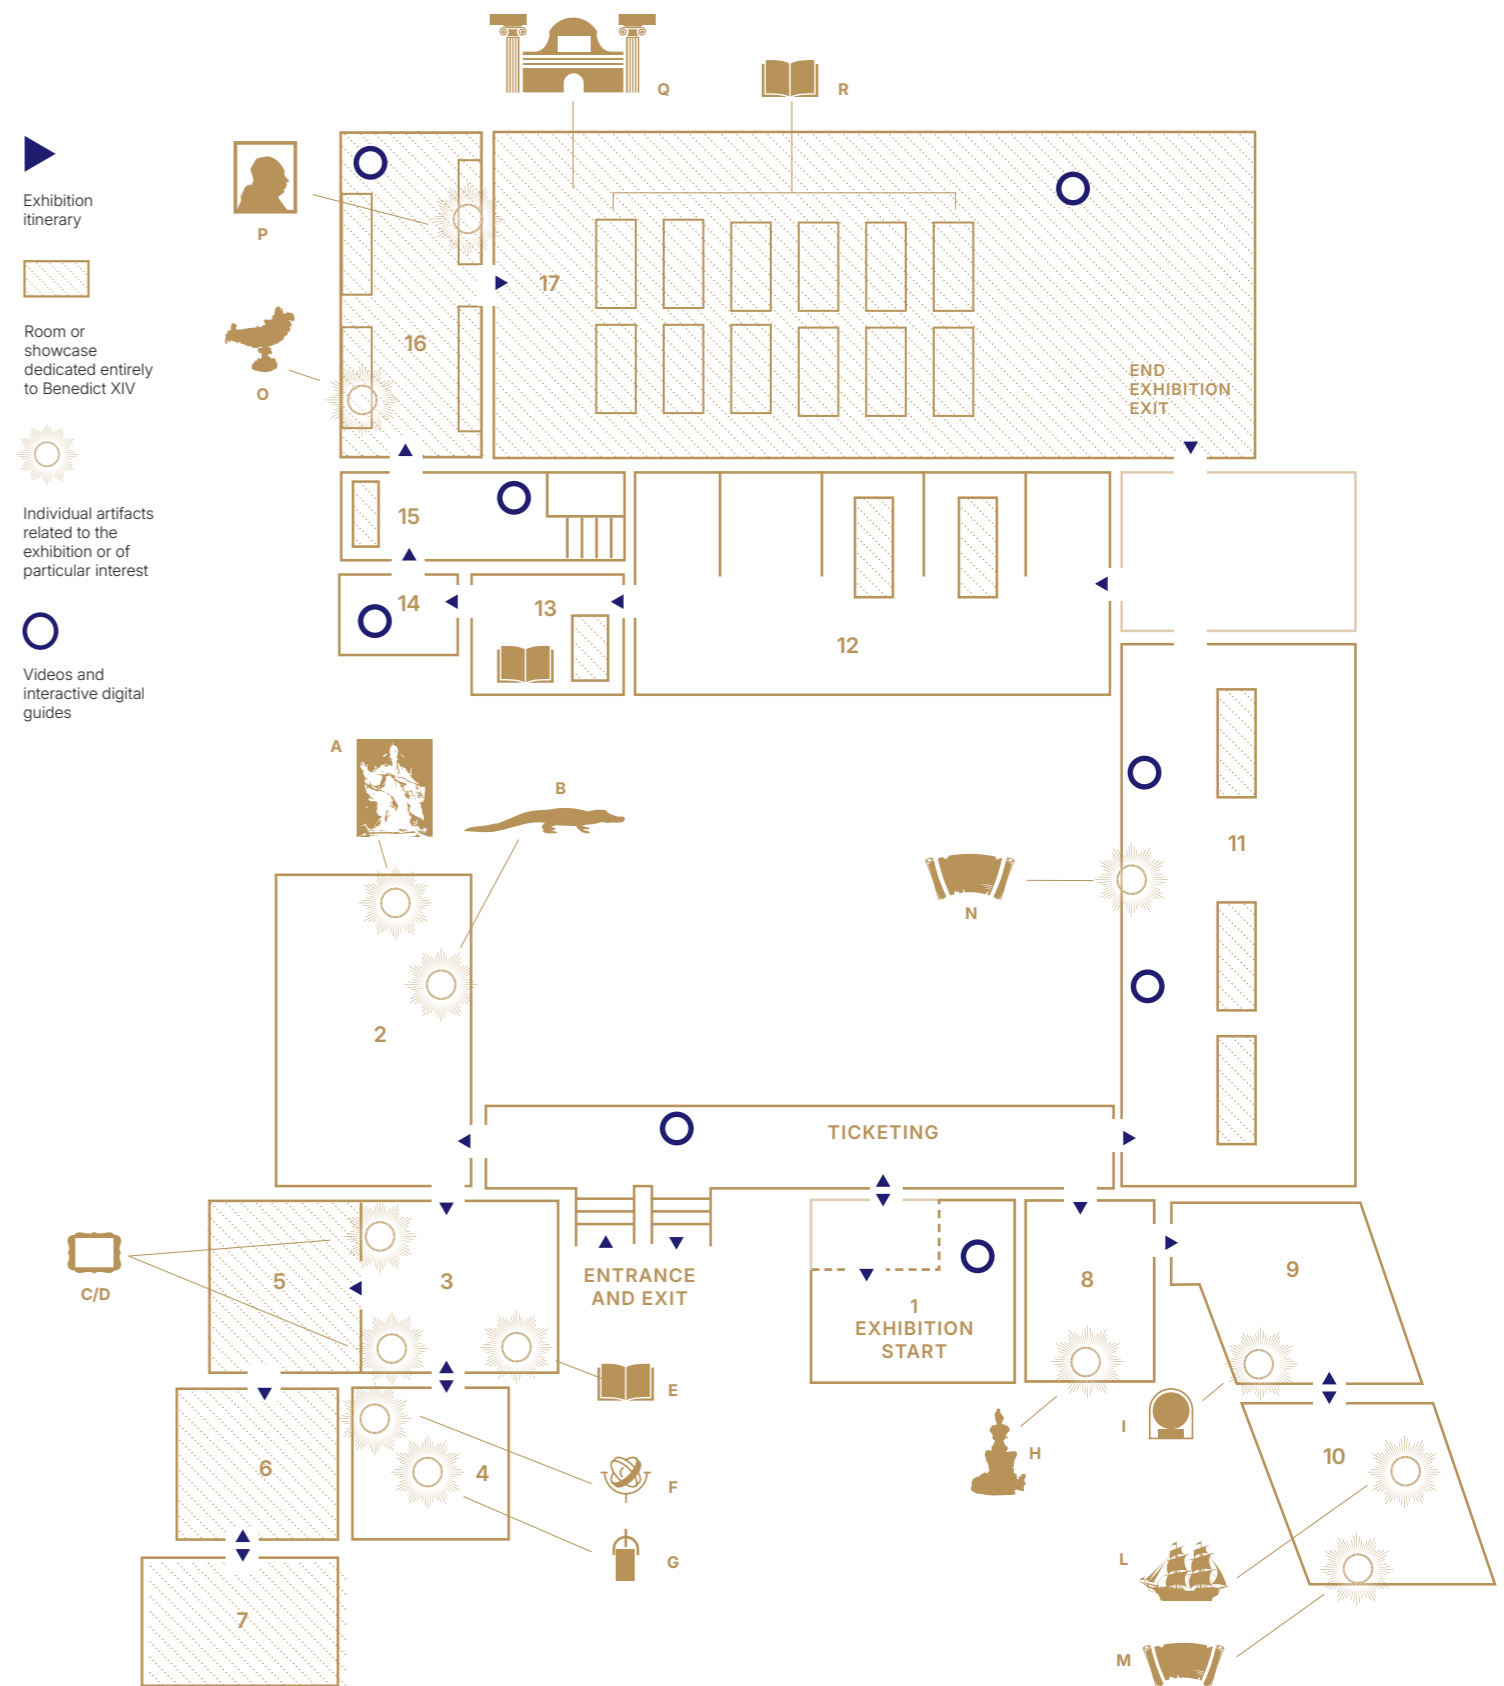 Q
R
Exhibition
itinerary
P
17
Room or
showcase
dedicated entirely
to Benedict XIV
16
O
END
EXHIBITION
EXIT
Individual artifacts
related to the
exhibition or of
particular interest
15
14
13
12
Videos and
interactive digital
guides
A
B
11
N
2
TICKETING
C/D
5
3
ENTRANCE
AND EXIT
1
EXHIBITION
START
8
9
E
I
H
6
4
F
10
G
L
7
M